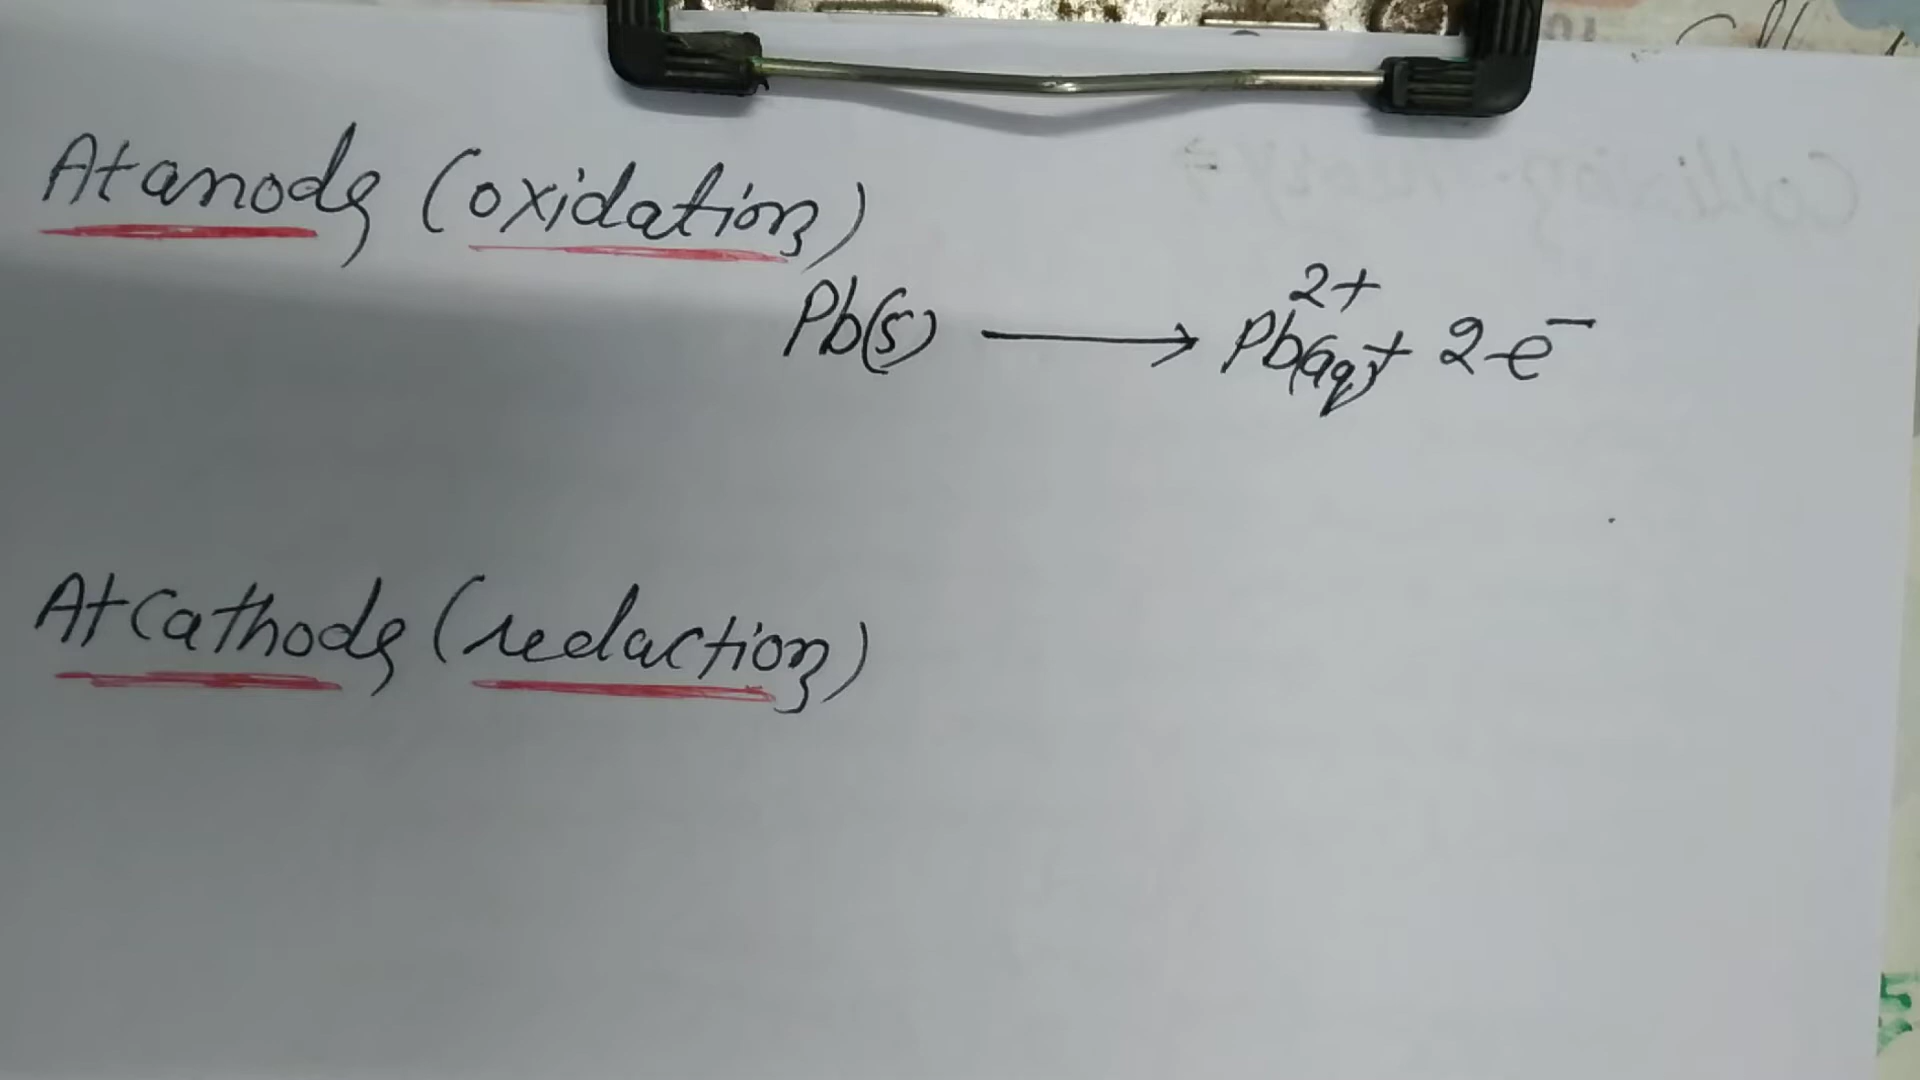 At anode (oxidation)
Pb(s) ⟶ Pb²⁺(aq) + 2e⁻
At Cathode (reduction)